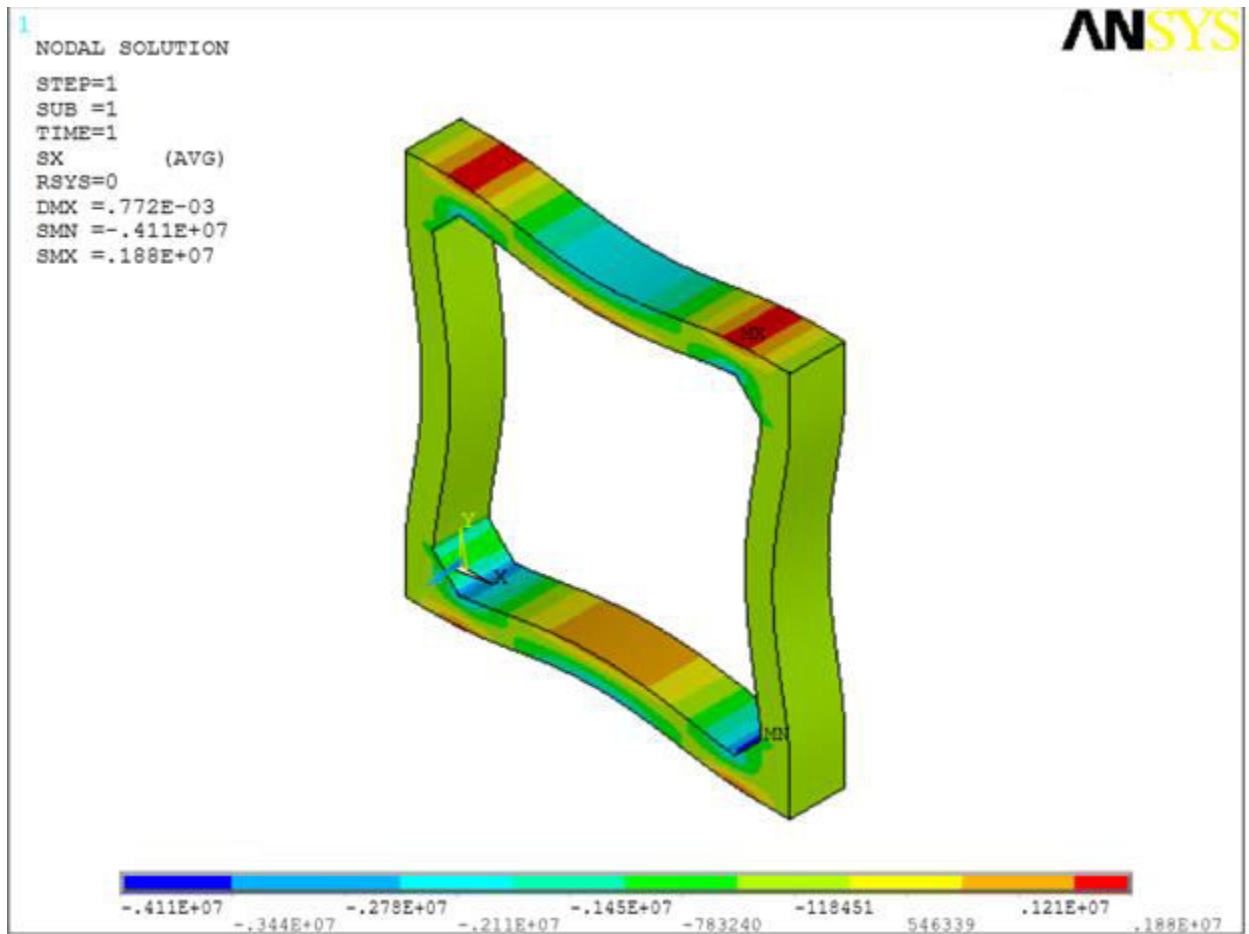 1
ANSYS
NODAL SOLUTION
STEP=1
SUB =1
TIME=1
SX (AVG)
RSYS=0
DMX =.772E-03
SMN =-.411E+07
SMX =.188E+07
MX
Y
X
MN
-.411E+07 -.278E+07 -.145E+07 -118451 .121E+07
-.344E+07 -.211E+07 -783240 546339 .188E+07